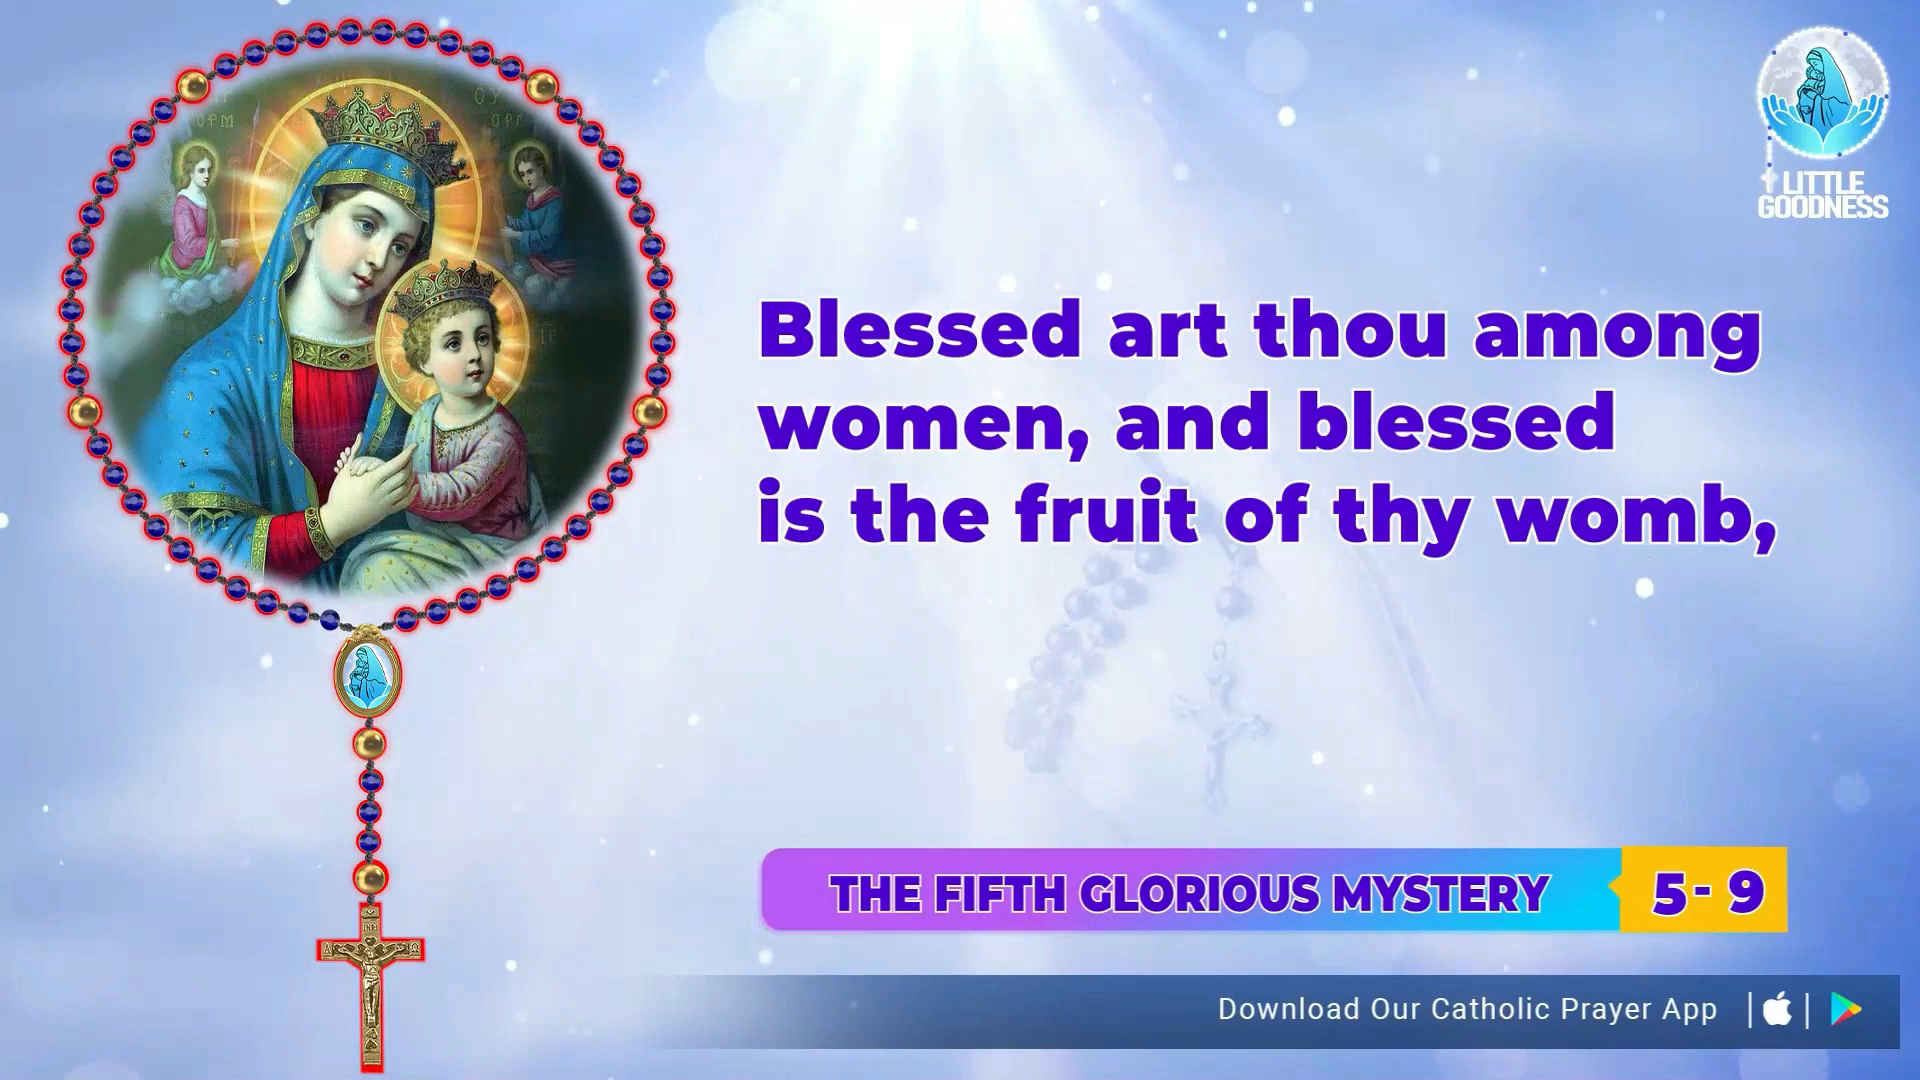 LITTLE
GOODNESS
Blessed art thou among
women, and blessed
is the fruit of thy womb,
THE FIFTH GLORIOUS MYSTERY 5- 9
Download Our Catholic Prayer App
INRI